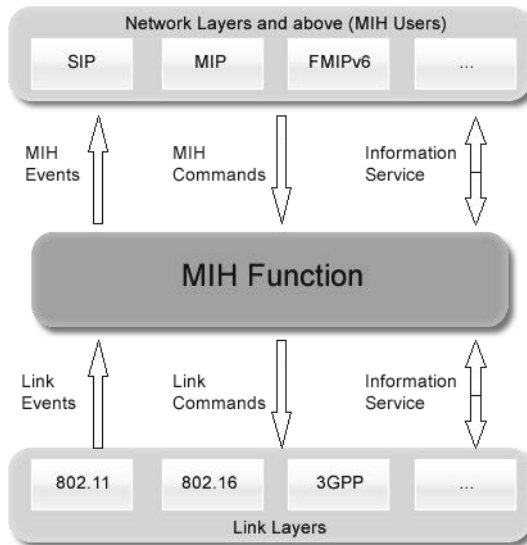 Network Layers and above (MIH Users)
SIP
MIP
FMIPv6
...
MIH
Events
MIH
Commands
Information
Service
MIH Function
Link
Events
Link
Commands
Information
Service
802.11
802.16
3GPP
...
Link Layers